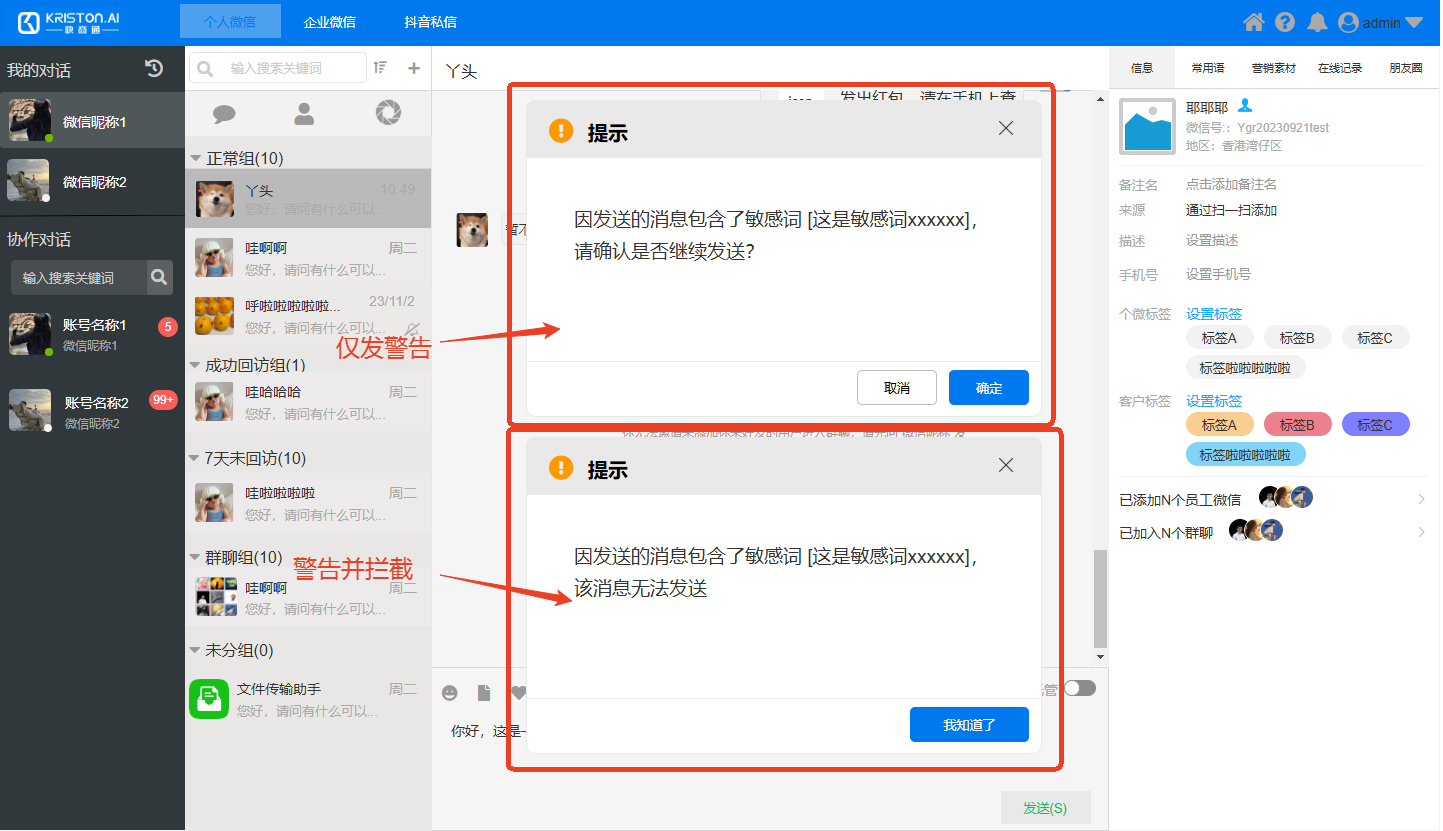 KRISTON.AI
快商通
个人微信
企业微信
抖音私信
admin
我的对话
微信昵称1
微信昵称2
协作对话
输入搜索关键词
账号名称1
微信昵称1
5
账号名称2
微信昵称2
99+
输入搜索关键词
正常组(10)
丫头
10:49
您好，请问有什么可以...
哇啊啊
周二
您好，请问有什么可以...
呼啦啦啦啦啦...
23/11/2
您好，请问有什么可以...
仅发警告
成功回访组(1)
哇哈哈哈
周二
您好，请问有什么可以...
7天未回访(10)
哇啦啦啦啦
周二
您好，请问有什么可以...
群聊组(10)
警告并拦截
哇啊啊
周二
您好，请问有什么可以...
未分组(0)
文件传输助手
周二
您好，请问有什么可以...
丫头
发出红包，请在手机上查
暂不
提示
因发送的消息包含了敏感词 [这是敏感词xxxxxx]，
请确认是否继续发送?
取消
确定
提示
因发送的消息包含了敏感词 [这是敏感词xxxxxx]，
该消息无法发送
我知道了
管
你好，这是一
发送(S)
信息
常用语
营销素材
在线记录
朋友圈
耶耶耶
微信号:：Ygr20230921test
地区：香港湾仔区
备注名
点击添加备注名
来源
通过扫一扫添加
描述
设置描述
手机号
设置手机号
个微标签
设置标签
标签A
标签B
标签C
标签啦啦啦啦啦
客户标签
设置标签
标签A
标签B
标签C
标签啦啦啦啦啦
已添加N个员工微信
已加入N个群聊